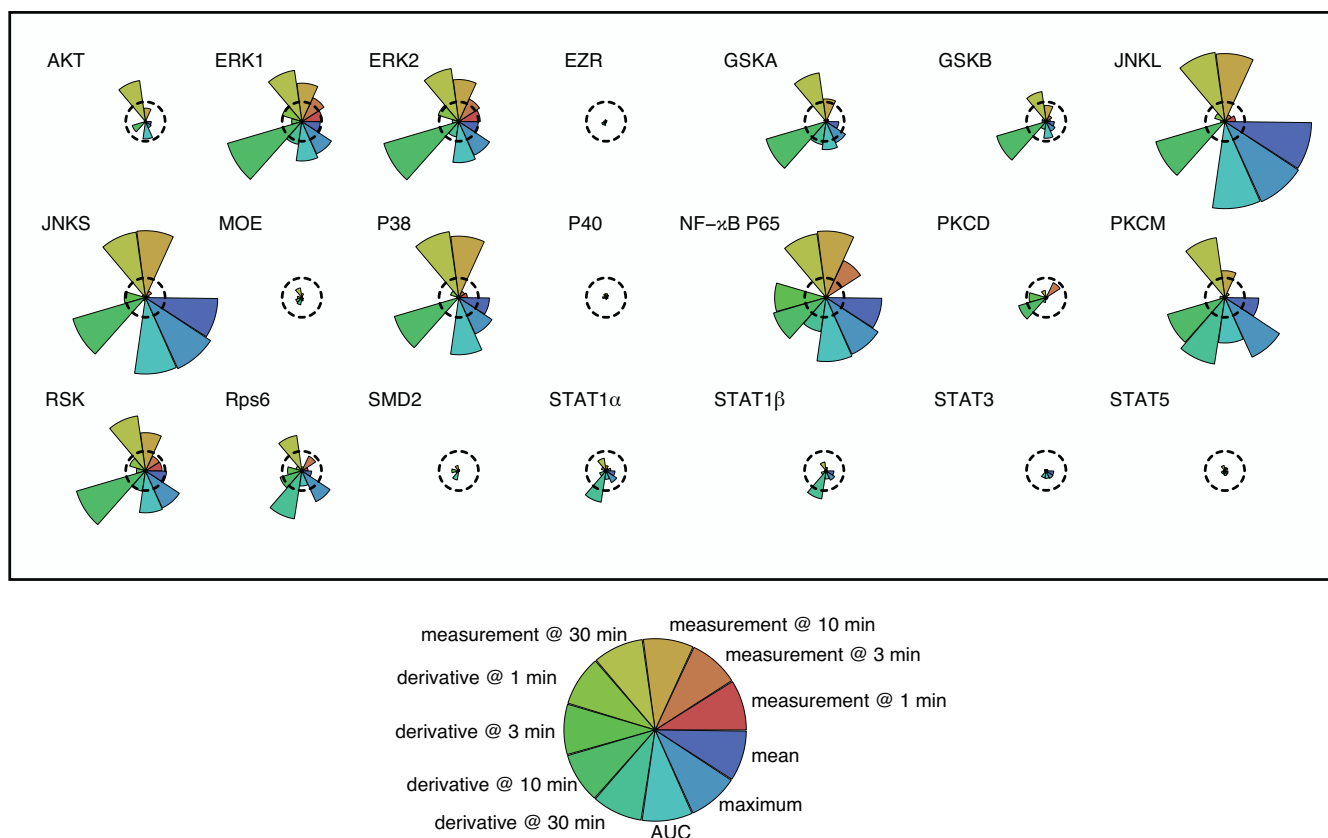 AKT ERK1 ERK2 EZR GSKA GSKB JNKL
JNKS MOE P38 P40 NF−κB P65 PKCD PKCM
RSK Rps6 SMD2 STAT1α STAT1β STAT3 STAT5
measurement @ 30 min measurement @ 10 min
measurement @ 3 min
derivative @ 1 min
measurement @ 1 min
derivative @ 3 min
mean
derivative @ 10 min
maximum
derivative @ 30 min
AUC